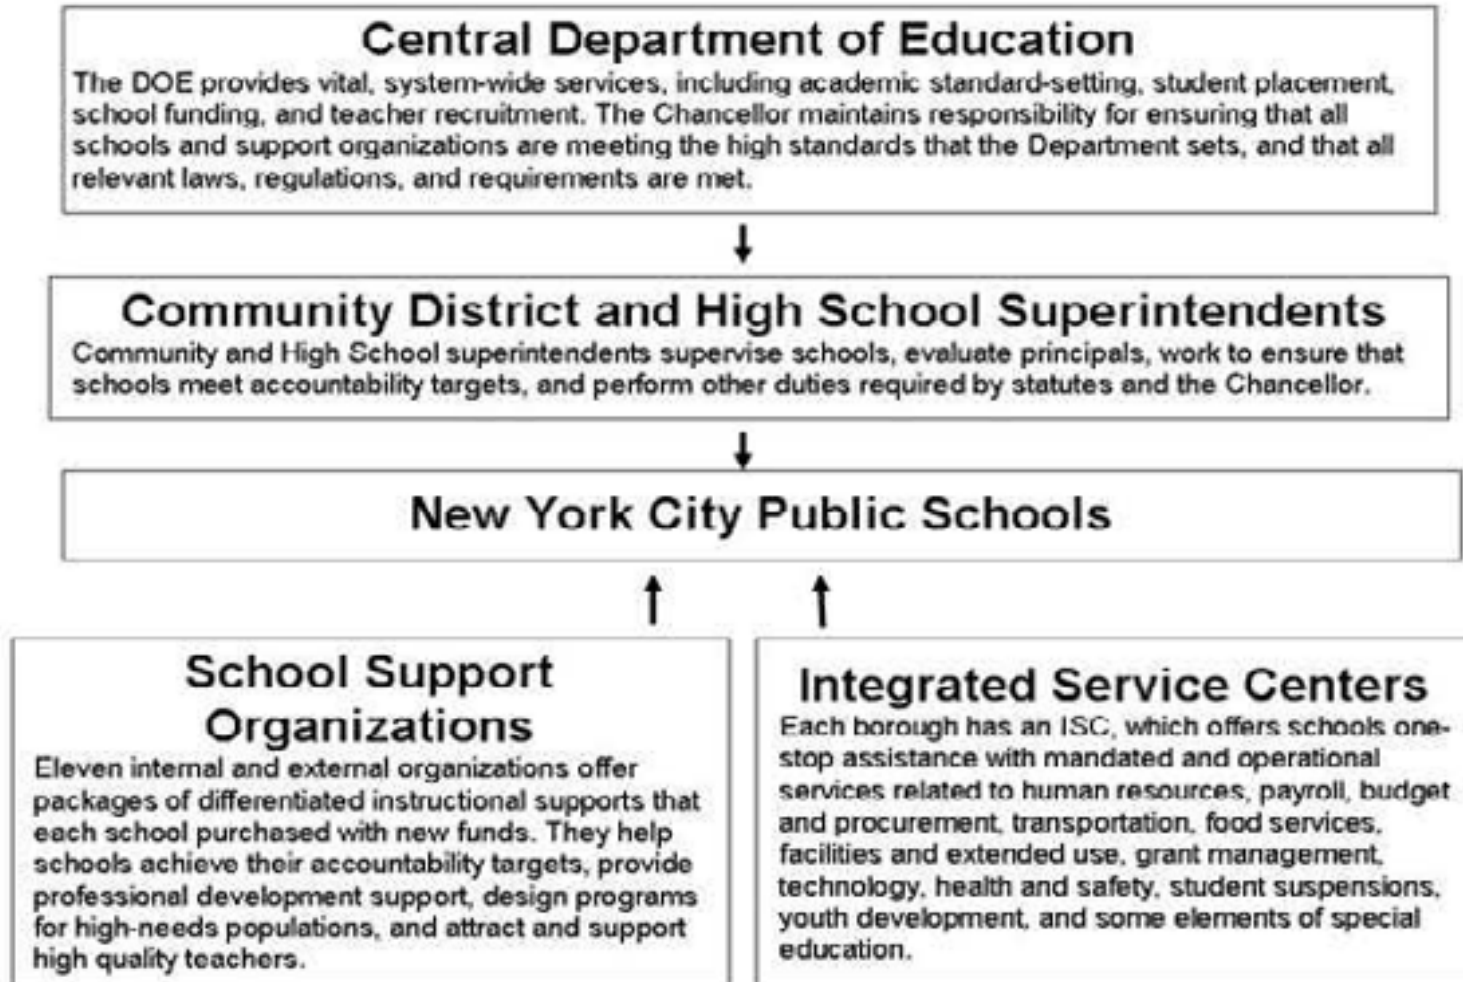 Central Department of Education
The DOE provides vital, system-wide services, including academic standard-setting, student placement,
school funding, and teacher recruitment. The Chancellor maintains responsibility for ensuring that all
schools and support organizations are meeting the high standards that the Department sets, and that all
relevant laws, regulations, and requirements are met.
Community District and High School Superintendents
Community and High School superintendents supervise schools, evaluate principals, work to ensure that
schools meet accountability targets, and perform other duties required by statutes and the Chancellor.
New York City Public Schools
School Support
Organizations
Eleven internal and external organizations offer
packages of differentiated instructional supports that
each school purchased with new funds. They help
schools achieve their accountability targets, provide
professional development support, design programs
for high-needs populations, and attract and support
high quality teachers.
Integrated Service Centers
Each borough has an ISC, which offers schools one-
stop assistance with mandated and operational
services related to human resources, payroll, budget
and procurement, transportation, food services,
facilities and extended use, grant management,
technology, health and safety, student suspensions,
youth development, and some elements of special
education.